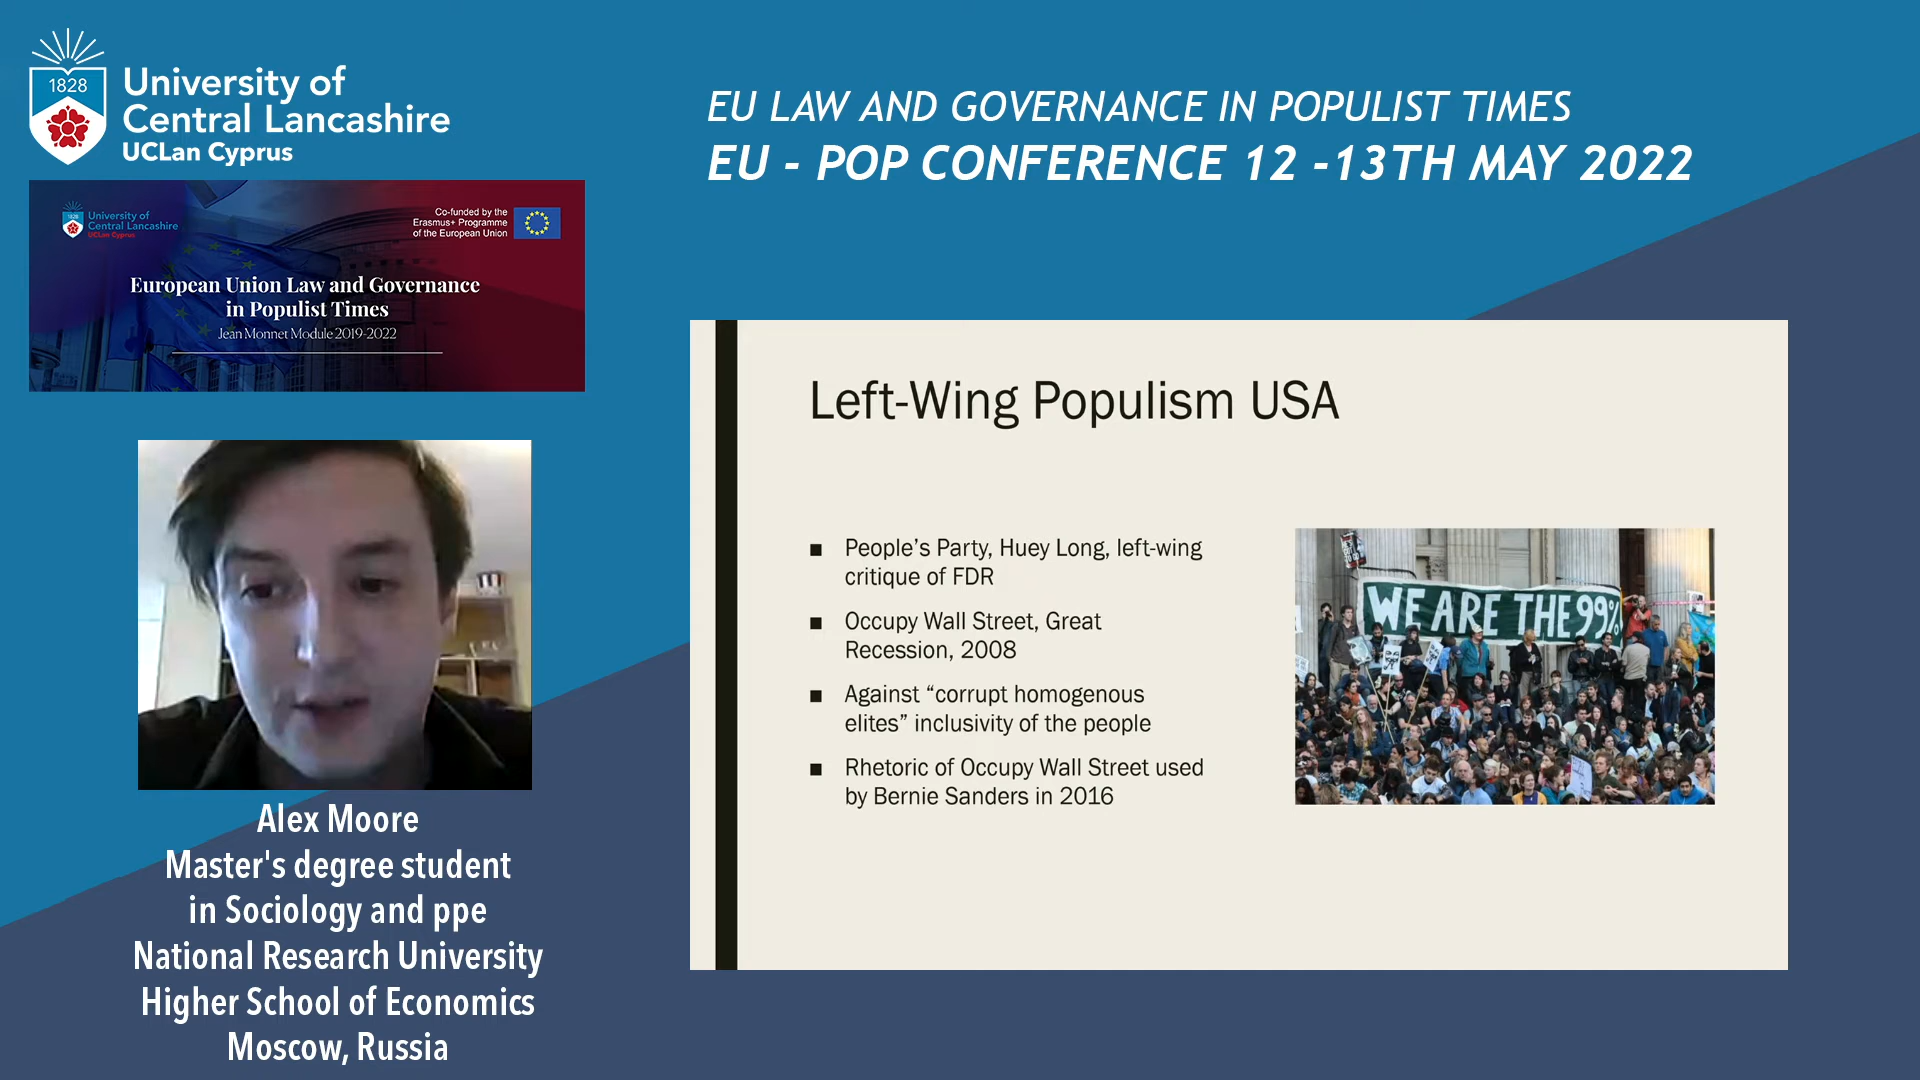 1828
University of
Central Lancashire
UCLan Cyprus
EU LAW AND GOVERNANCE IN POPULIST TIMES
EU - POP CONFERENCE 12 -13TH MAY 2022
1828
University of
Central Lancashire
UCLan Cyprus
Co-funded by the
Erasmus+ Programme
of the European Union
European Union Law and Governance
in Populist Times
Jean Monnet Module 2019-2022
Left-Wing Populism USA
■ People's Party, Huey Long, left-wing
critique of FDR
■ Occupy Wall Street, Great
Recession, 2008
■ Against “corrupt homogenous
elites” inclusivity of the people
■ Rhetoric of Occupy Wall Street used
by Bernie Sanders in 2016
WE ARE THE 99%
Alex Moore
Master's degree student
in Sociology and ppe
National Research University
Higher School of Economics
Moscow, Russia